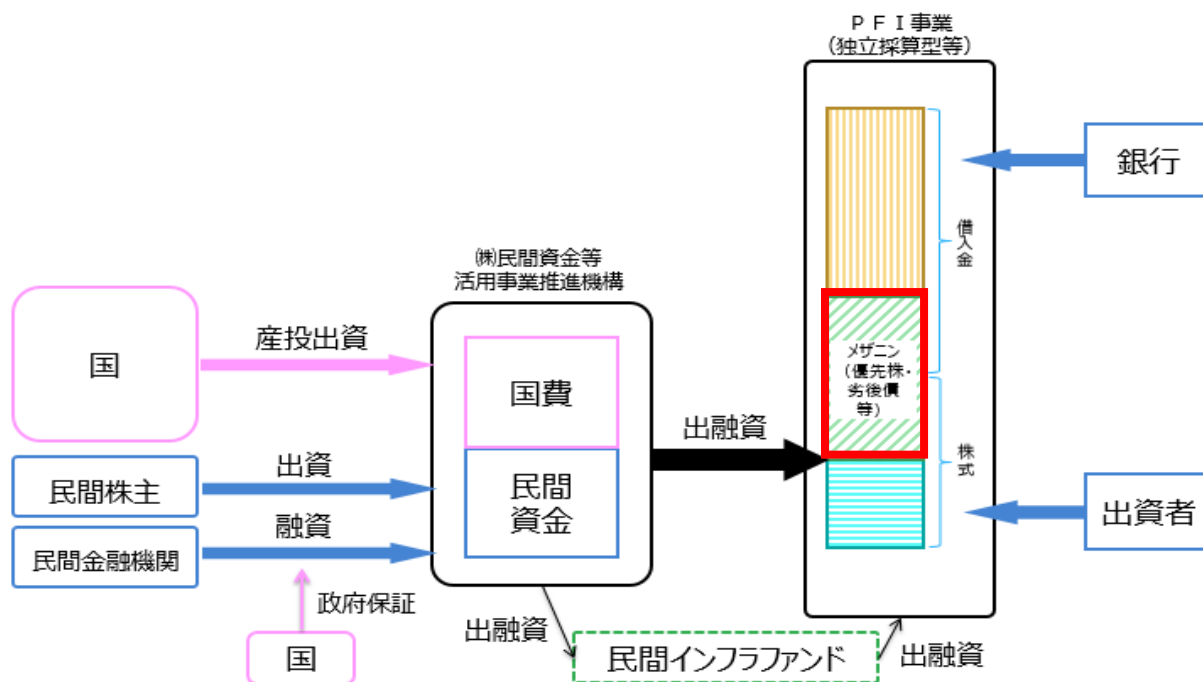 ＰＦＩ事業
（独立採算型等）
銀行
借入金
㈱民間資金等
活用事業推進機構
国
産投出資
国費
メザニン
（優先株・
劣後債
等）
出融資
株式
民間株主
出資
民間
資金
出資者
民間金融機関
融資
政府保証
国
出融資
民間インフラファンド
出融資